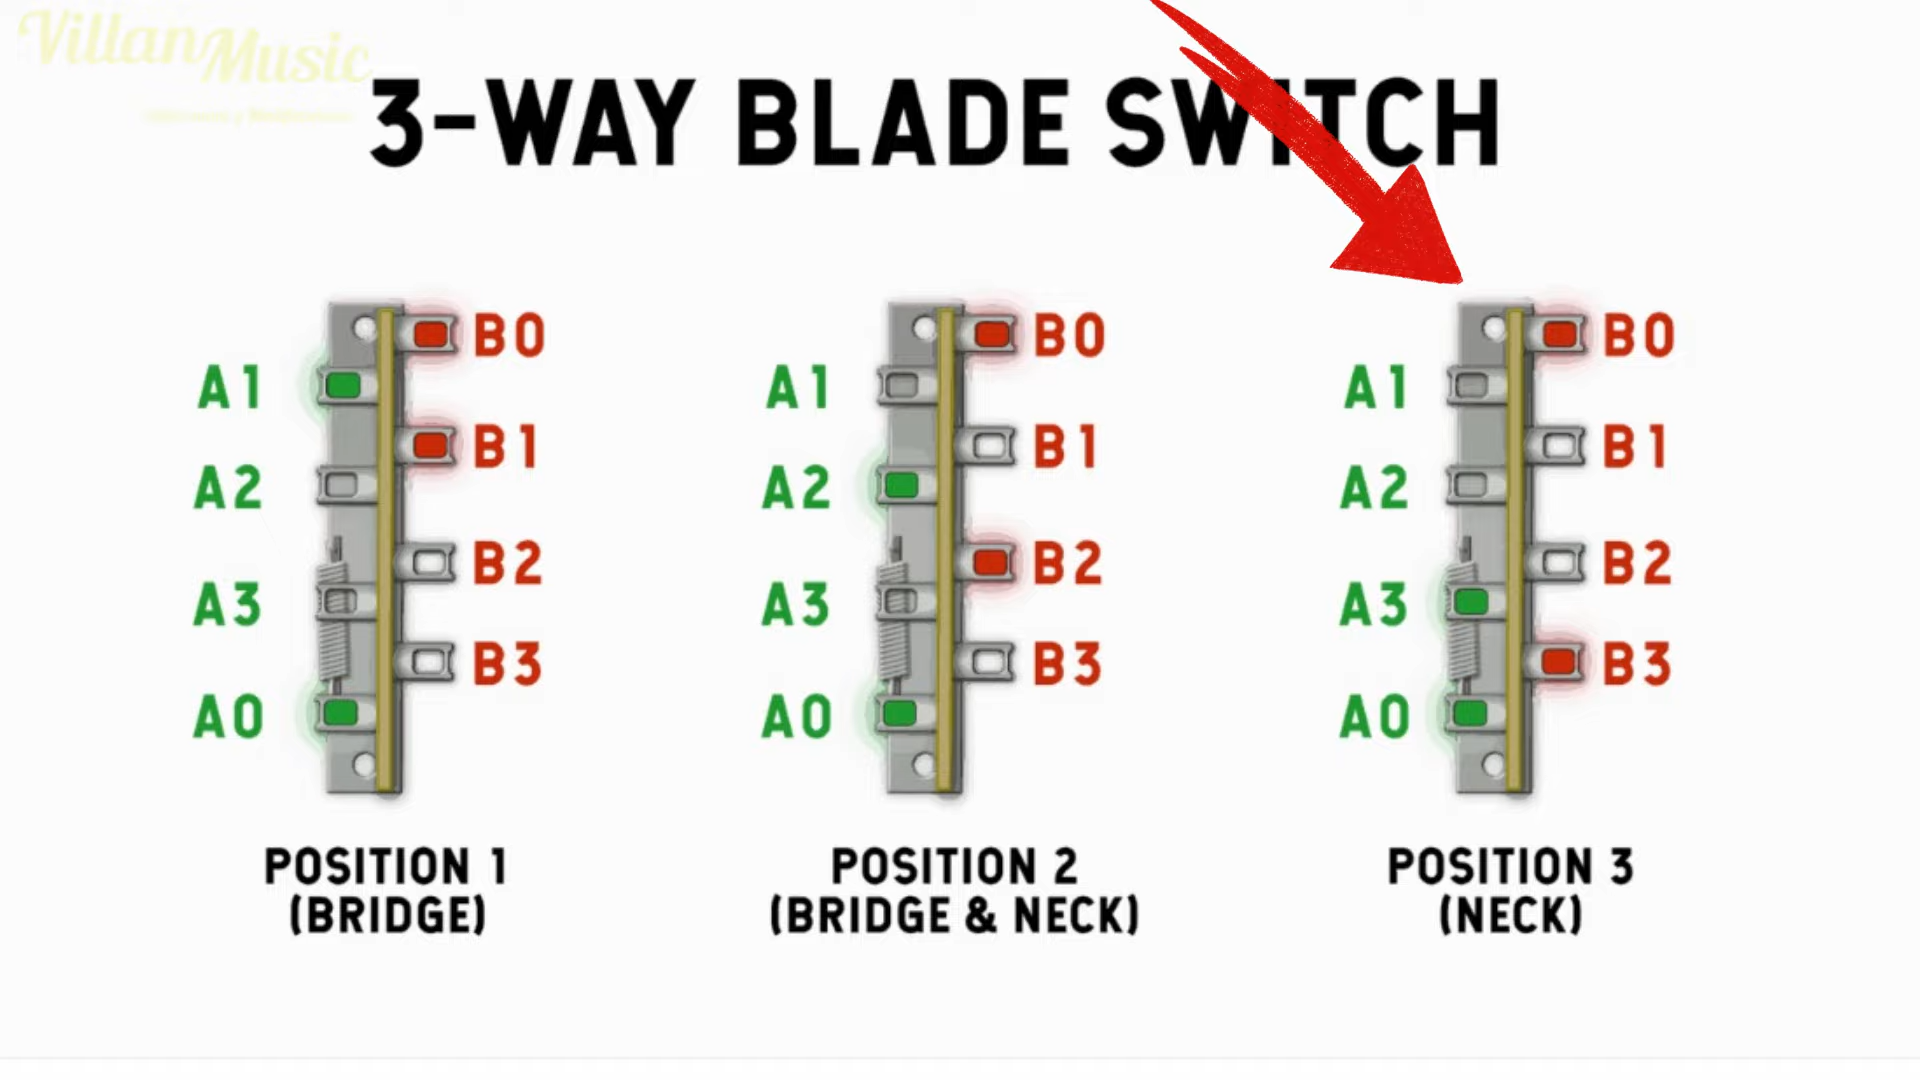 Villan Music
3-WAY BLADE SWITCH
B0
A1
B1
A2
B2
A3
B3
A0
POSITION 1
(BRIDGE)
B0
A1
B1
A2
B2
A3
B3
A0
POSITION 2
(BRIDGE & NECK)
B0
A1
B1
A2
B2
A3
B3
A0
POSITION 3
(NECK)